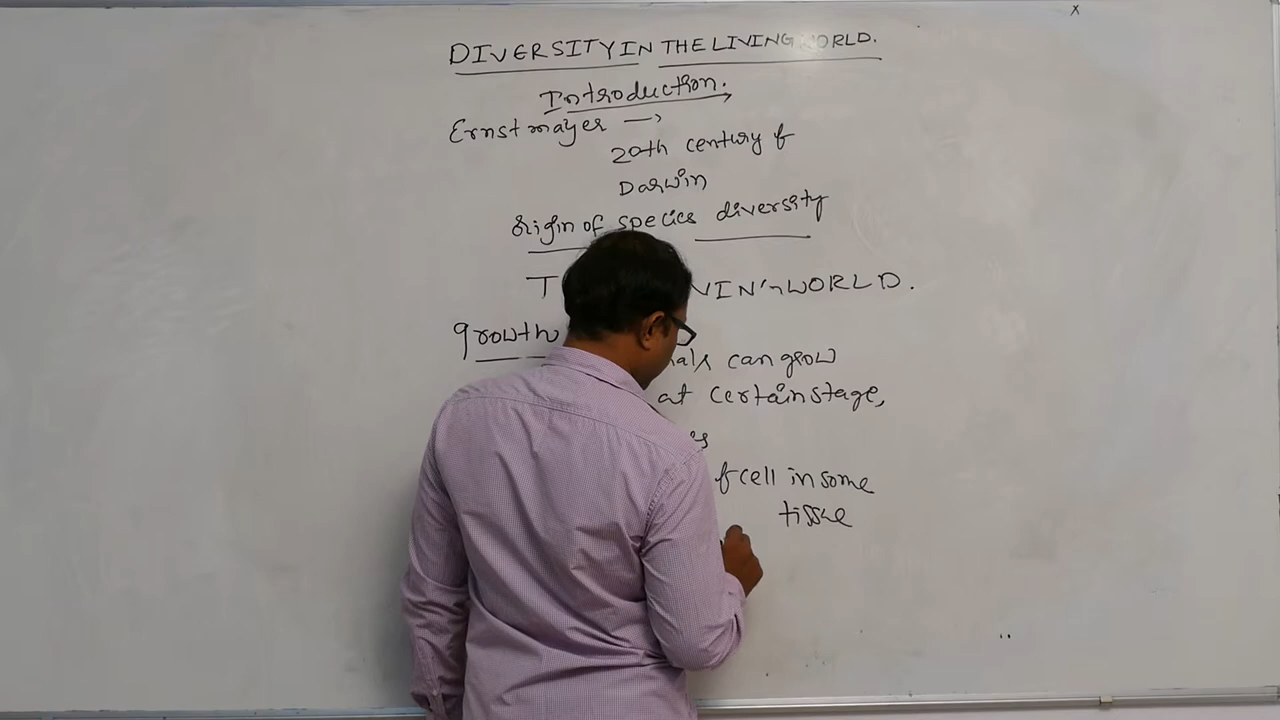 DIVERSITY IN THE LIVING WORLD.
Introduction.
Ernst mayer →
20th century of
Darwin
Origin of species diversity
VIN'n WORLD.
growth
can grow
at certain stage,
of cell in some
tissue
x